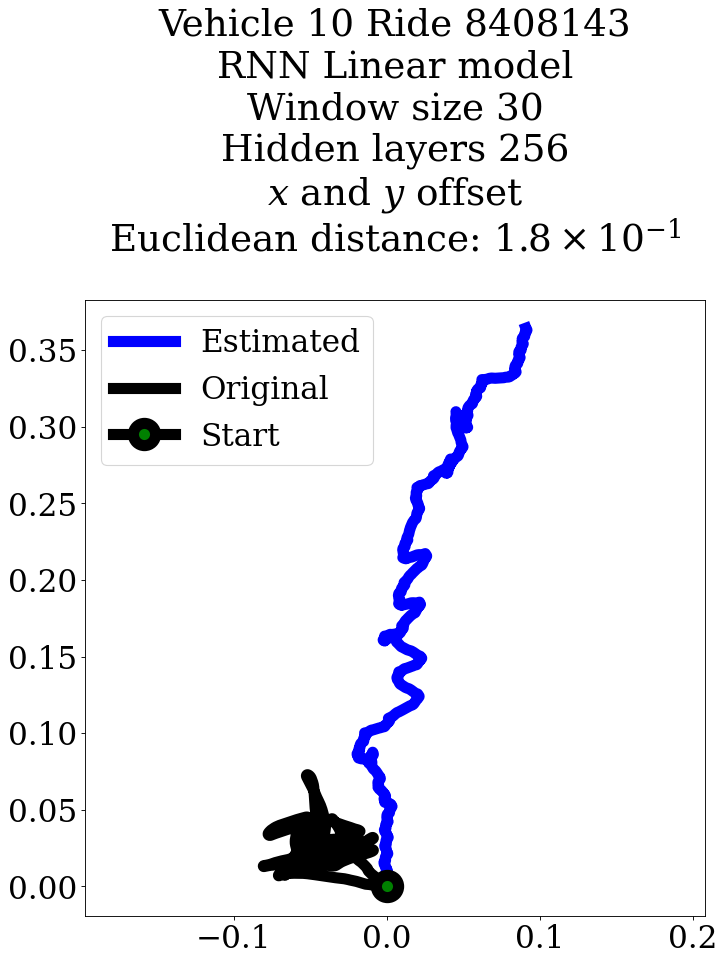 Vehicle 10 Ride 8408143
RNN Linear model
Window size 30
Hidden layers 256
x and y offset
Euclidean distance: 1.8 × 10⁻¹
Estimated
Original
Start
0.35
0.30
0.25
0.20
0.15
0.10
0.05
0.00
−0.1 0.0 0.1 0.2